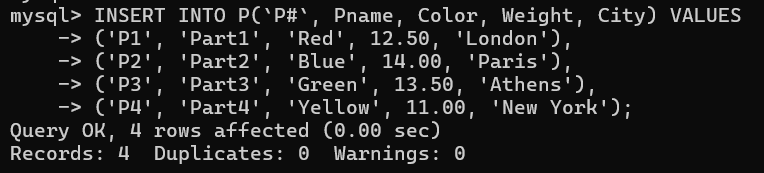 mysql> INSERT INTO P(`P#`, Pname, Color, Weight, City) VALUES
    -> ('P1', 'Part1', 'Red', 12.50, 'London'),
    -> ('P2', 'Part2', 'Blue', 14.00, 'Paris'),
    -> ('P3', 'Part3', 'Green', 13.50, 'Athens'),
    -> ('P4', 'Part4', 'Yellow', 11.00, 'New York');
Query OK, 4 rows affected (0.00 sec)
Records: 4  Duplicates: 0  Warnings: 0